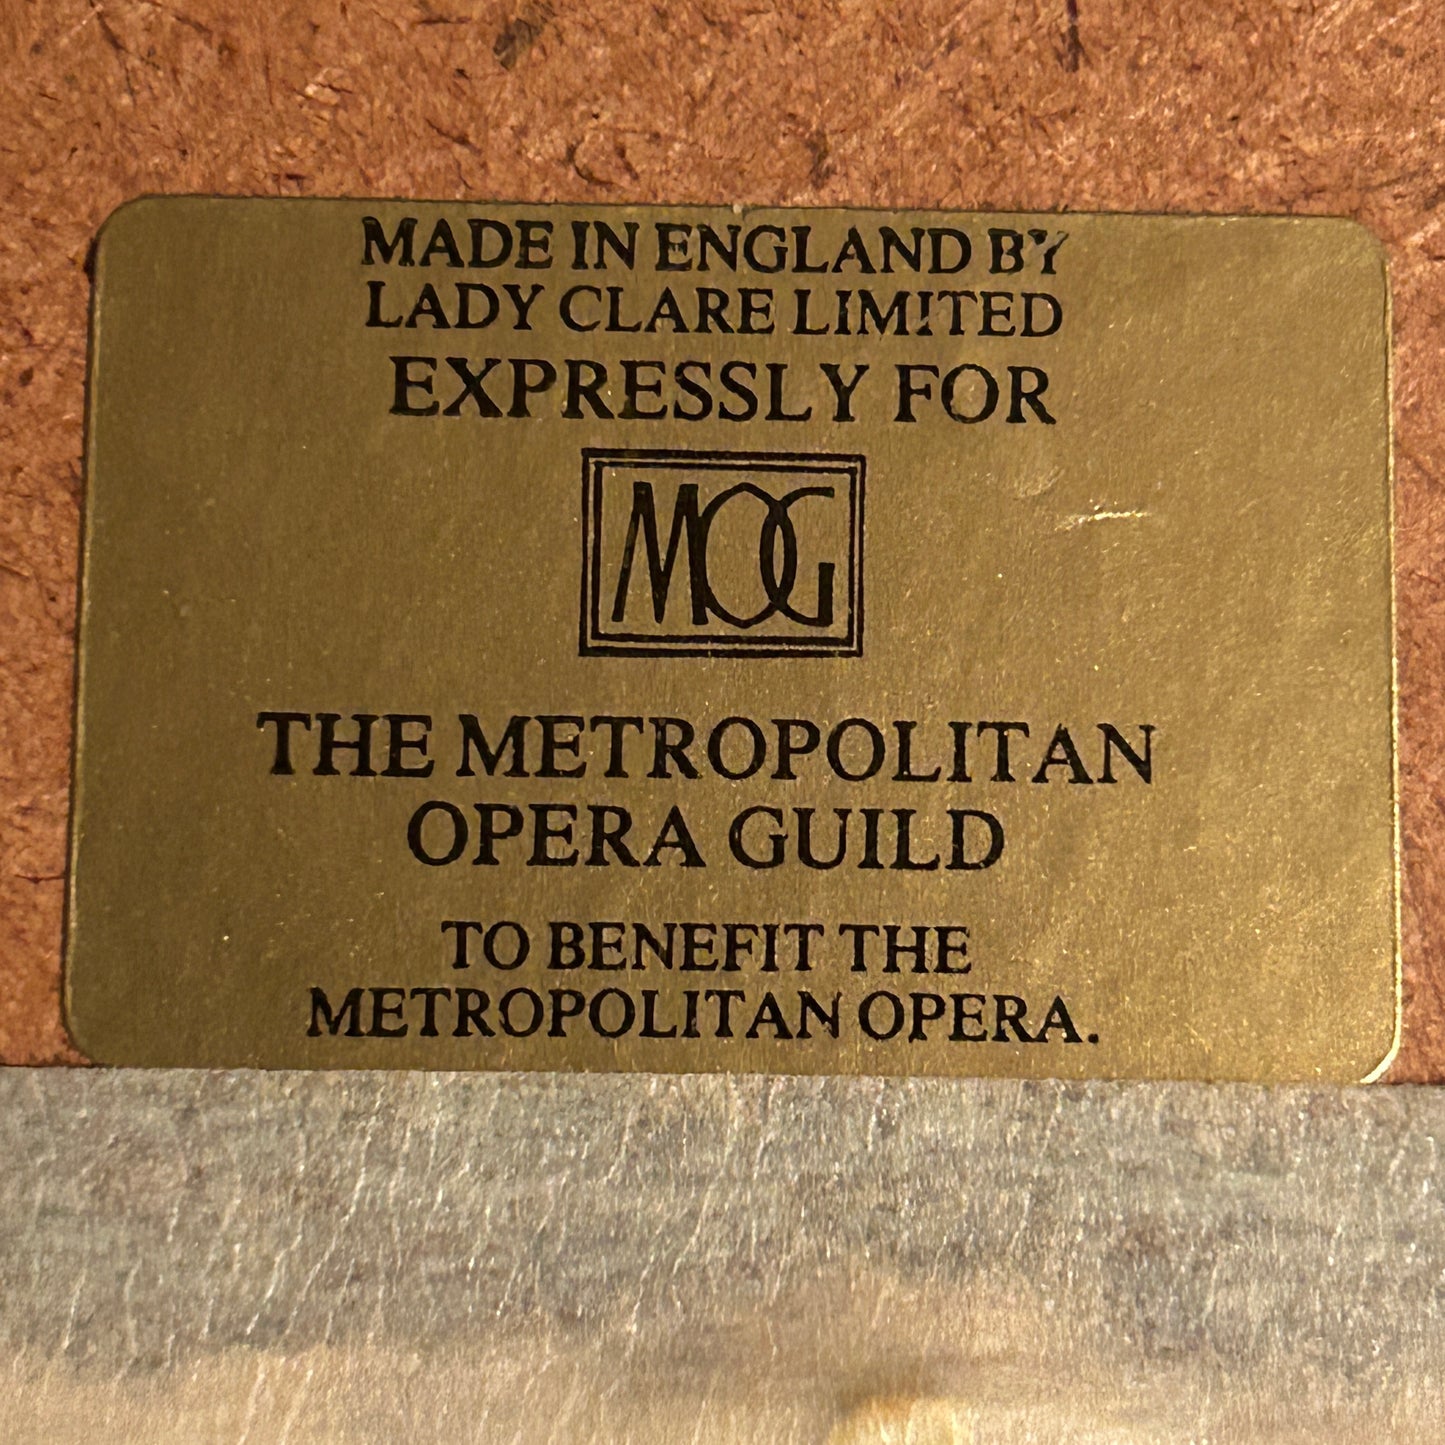 MADE IN ENGLAND BY
LADY CLARE LIMITED
EXPRESSLY FOR
MOG
THE METROPOLITAN
OPERA GUILD
TO BENEFIT THE
METROPOLITAN OPERA.